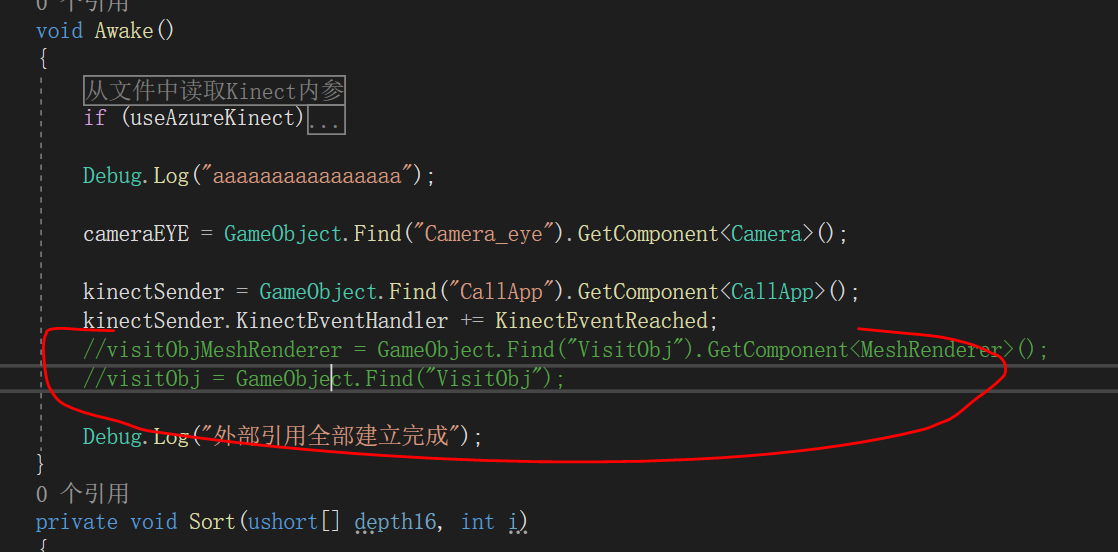 0 个引用
void Awake()
{
从文件中读取Kinect内参
if (useAzureKinect)...
Debug.Log("aaaaaaaaaaaaaaaa");
cameraEYE = GameObject.Find("Camera_eye").GetComponent<Camera>();
kinectSender = GameObject.Find("CallApp").GetComponent<CallApp>();
kinectSender.KinectEventHandler += KinectEventReached;
//visitObjMeshRenderer = GameObject.Find("VisitObj").GetComponent<MeshRenderer>();
//visitObj = GameObject.Find("VisitObj");
Debug.Log("外部引用全部建立完成");
}
0 个引用
private void Sort(ushort[] depth16, int i)
{